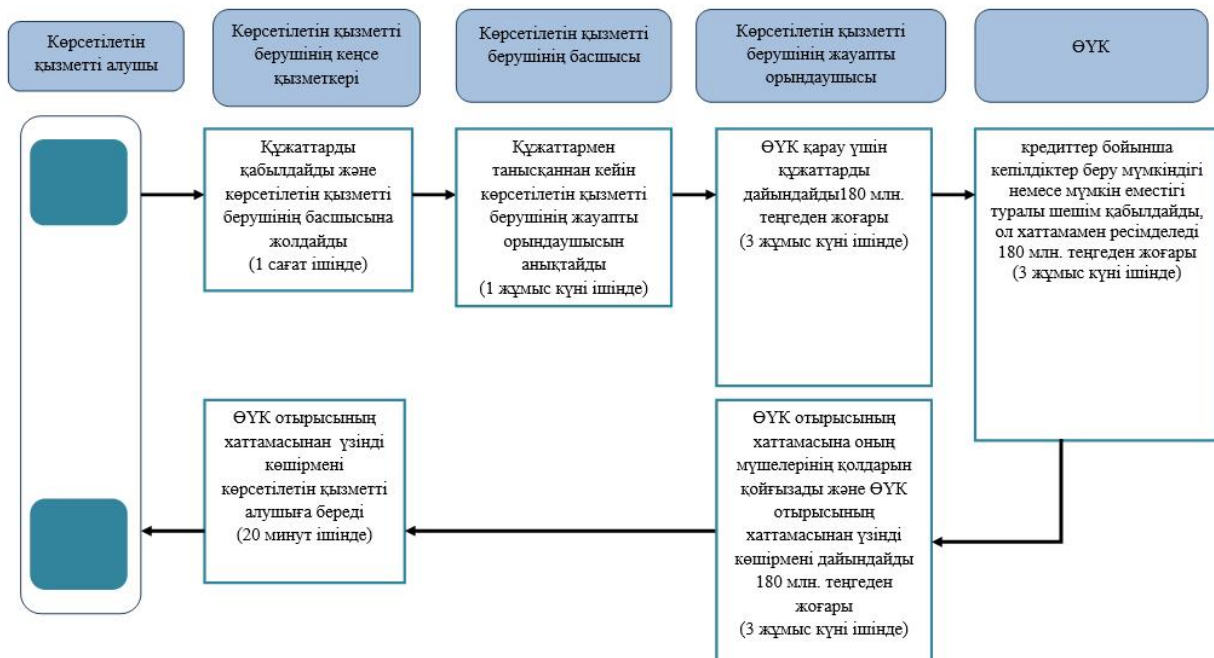 Көрсетілетін
қызметті алушы
Көрсетілетін қызметті
берушінің кеңсе
қызметкері
Көрсетілетін қызметті
берушінің басшысы
Көрсетілетін қызметті
берушінің жауапты
орындаушысы
ӨҮК
Құжаттарды
қабылдайды және
көрсетілетін қызметті
берушінің басшысына
жолдайды
(1 сағат ішінде)
Құжаттармен
танысқаннан кейін
көрсетілетін қызметті
берушінің жауапты
орындаушысын
анықтайды
(1 жұмыс күні ішінде)
ӨҮК қарау үшін
құжаттарды
дайындайды180 млн.
теңгеден жоғары
(3 жұмыс күні ішінде)
кредиттер бойынша
кепілдіктер беру мүмкіндігі
немесе мүмкін еместігі
туралы шешім қабылдайды,
ол хаттамамен ресімделеді
180 млн. теңгеден жоғары
(3 жұмыс күні ішінде)
ӨҮК отырысының
хаттамасынан үзінді
көшірмені
көрсетілетін қызметті
алушыға береді
(20 минут ішінде)
ӨҮК отырысының
хаттамасына оның
мүшелерінің қолдарын
қойғызады және ӨҮК
отырысының
хаттамасынан үзінді
көшірмені дайындайды
180 млн. теңгеден
жоғары
(3 жұмыс күні ішінде)